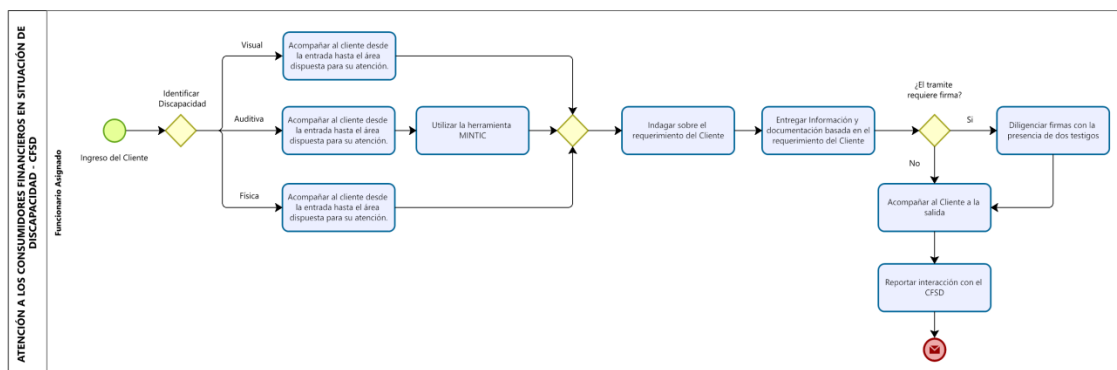 ATENCIÓN A LOS CONSUMIDORES FINANCIEROS EN SITUACIÓN DE
DISCAPACIDAD - CFSD
Funcionario Asignado
Ingreso del Cliente
Identificar
Discapacidad
Visual
Acompañar al cliente desde
la entrada hasta el área
dispuesta para su atención.
Auditiva
Acompañar al cliente desde
la entrada hasta el área
dispuesta para su atención.
Utilizar la herramienta
MINTIC
Física
Acompañar al cliente desde
la entrada hasta el área
dispuesta para su atención.
Indagar sobre el
requerimiento del Cliente
Entregar Información y
documentación basada en el
requerimiento del Cliente
¿El tramite
requiere firma?
Si
Diligenciar firmas con la
presencia de dos testigos
No
Acompañar al Cliente a la
salida
Reportar interacción con el
CFSD